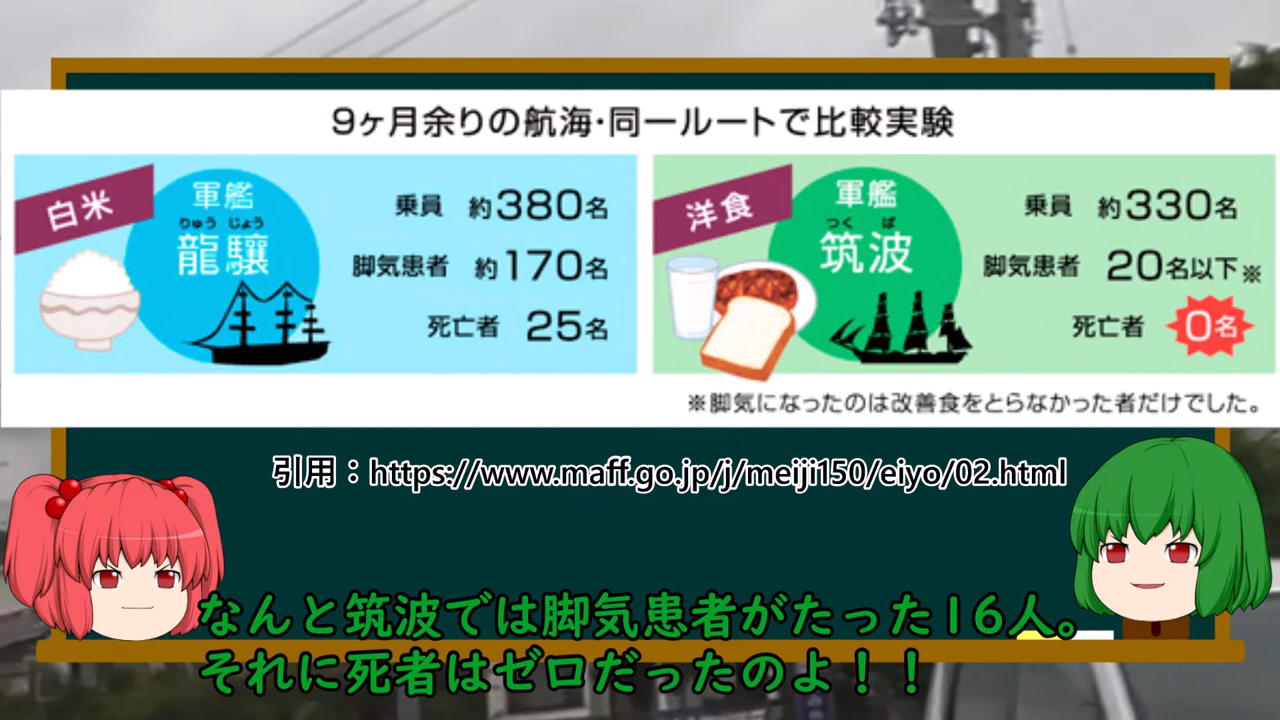 9ヶ月余りの航海・同一ルートで比較実験
白米
軍艦
りゅう じょう
龍驤
乗員 約380名
脚気患者 約170名
死亡者 25名
洋食
軍艦
つく ば
筑波
乗員 約330名
脚気患者 20名以下※
死亡者 0名
※脚気になったのは改善食をとらなかった者だけでした。
引用：https://www.maff.go.jp/j/meiji150/eiyo/02.html
なんと筑波では脚気患者がたった16人。
それに死者はゼロだったのよ！！